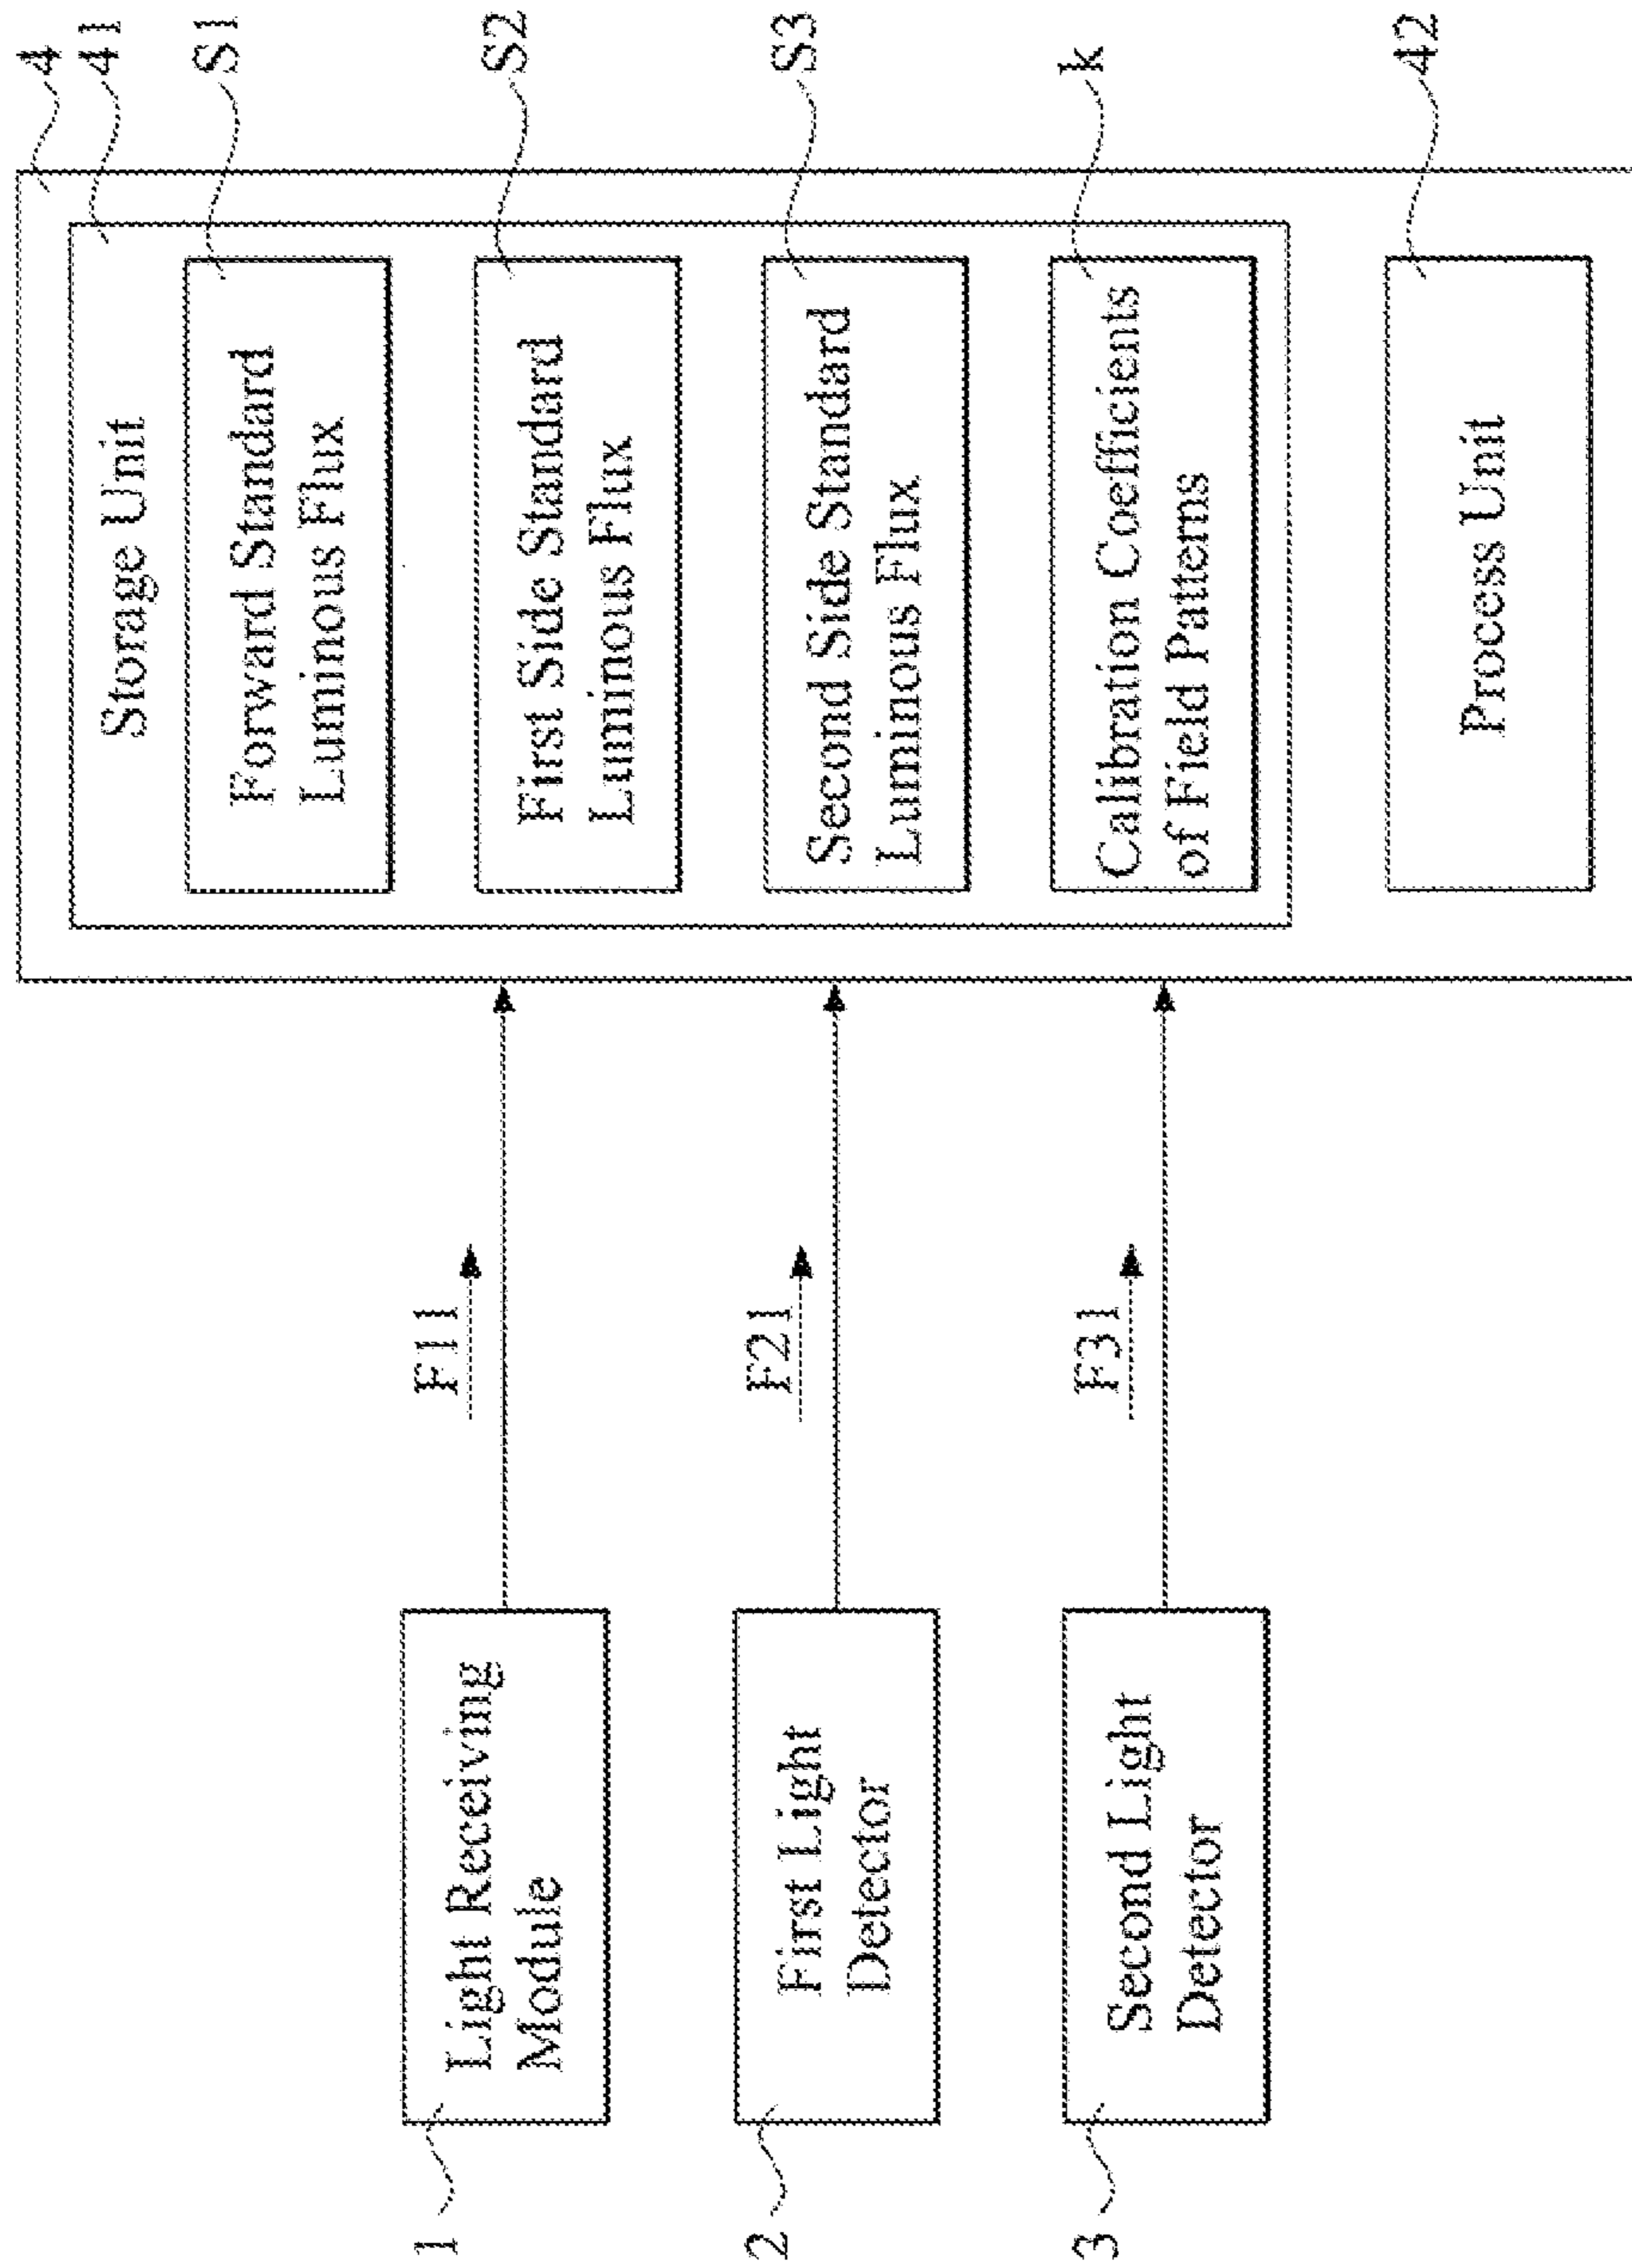 4
41
Storage Unit
S1
Forward Standard
Luminous Flux
S2
First Side Standard
Luminous Flux
S3
Second Side Standard
Luminous Flux
k
Calibration Coefficients
of Field Patterns
42
Process Unit
F11
F21
F31
1
Light Receiving
Module
2
First Light
Detector
3
Second Light
Detector